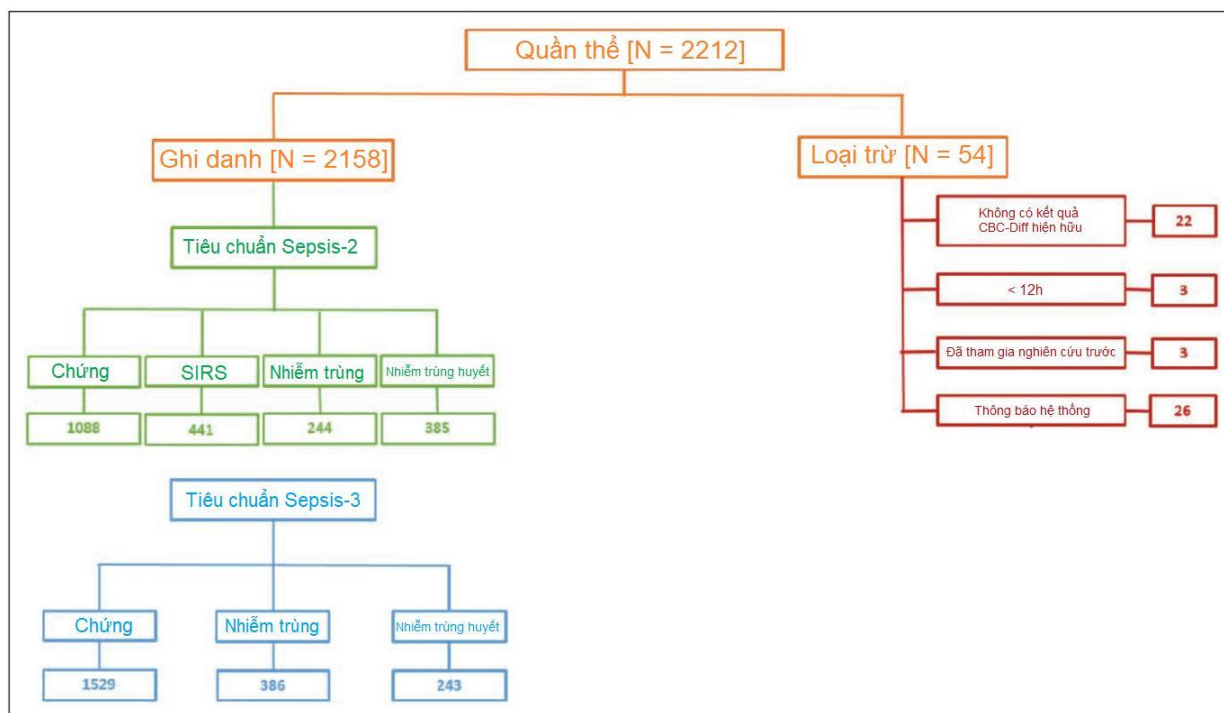 Quần thể [N = 2212]
Ghi danh [N = 2158]
Loại trừ [N = 54]
Không có kết quả
CBC-Diff hiện hữu
22
< 12h
3
Đã tham gia nghiên cứu trước
3
Thông báo hệ thống
26
Tiêu chuẩn Sepsis-2
Chứng
SIRS
Nhiễm trùng
Nhiễm trùng huyết
1088
441
244
385
Tiêu chuẩn Sepsis-3
Chứng
Nhiễm trùng
Nhiễm trùng huyết
1529
386
243